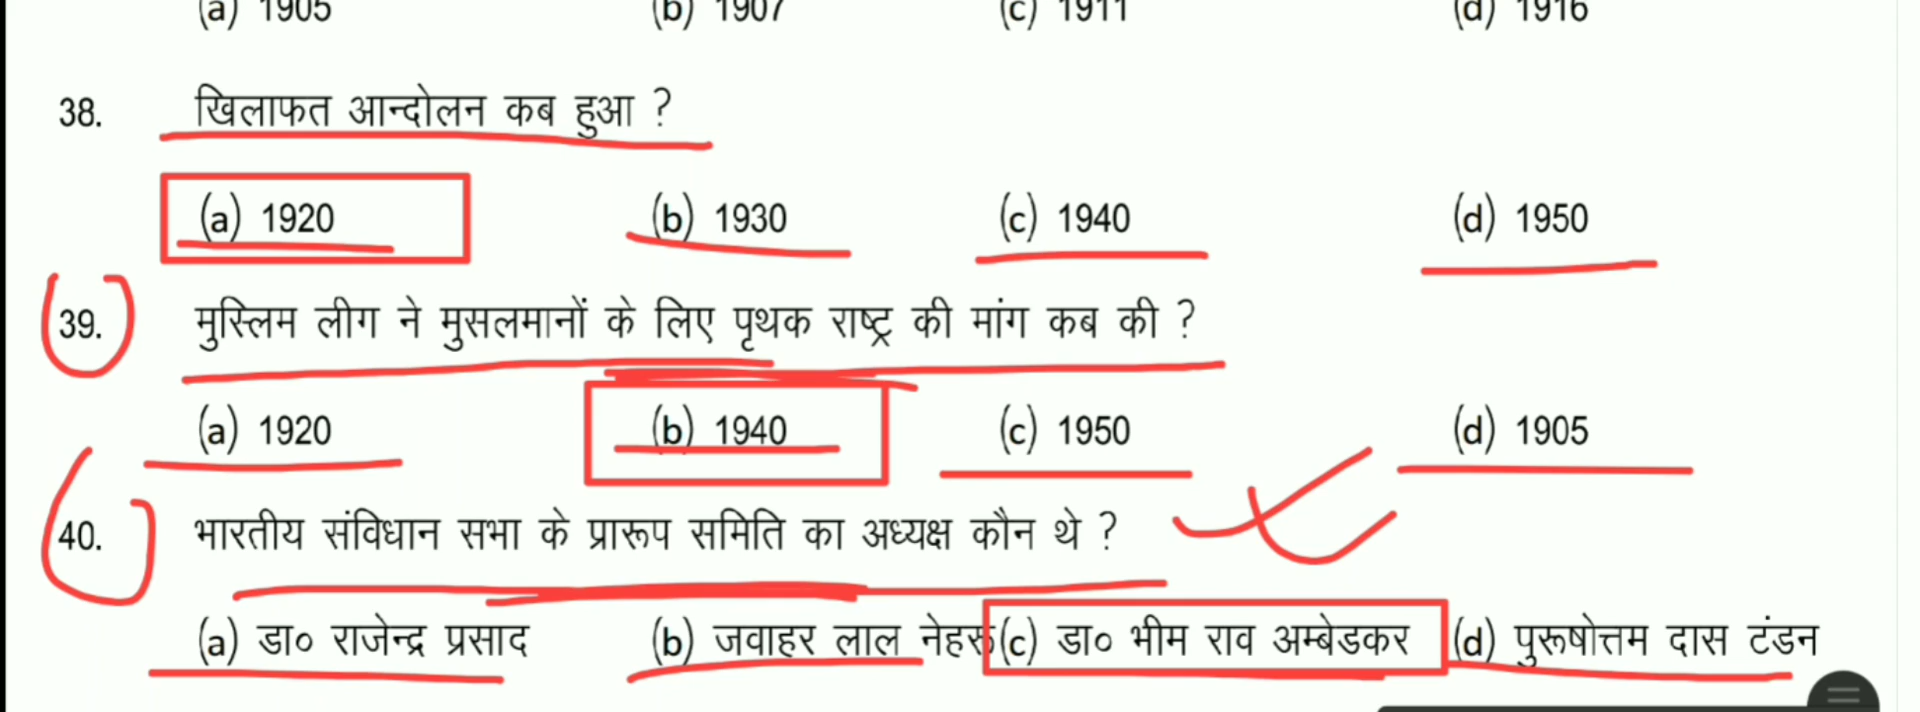 (a) 1905 (b) 1907 (c) 1911 (d) 1916
38. खिलाफत आन्दोलन कब हुआ ?
(a) 1920 (b) 1930 (c) 1940 (d) 1950
39. मुस्लिम लीग ने मुसलमानों के लिए पृथक राष्ट्र की मांग कब की ?
(a) 1920 (b) 1940 (c) 1950 (d) 1905
40. भारतीय संविधान सभा के प्रारूप समिति का अध्यक्ष कौन थे ?
(a) डा० राजेन्द्र प्रसाद (b) जवाहर लाल नेहरू (c) डा० भीम राव अम्बेडकर (d) पुरूषोत्तम दास टंडन